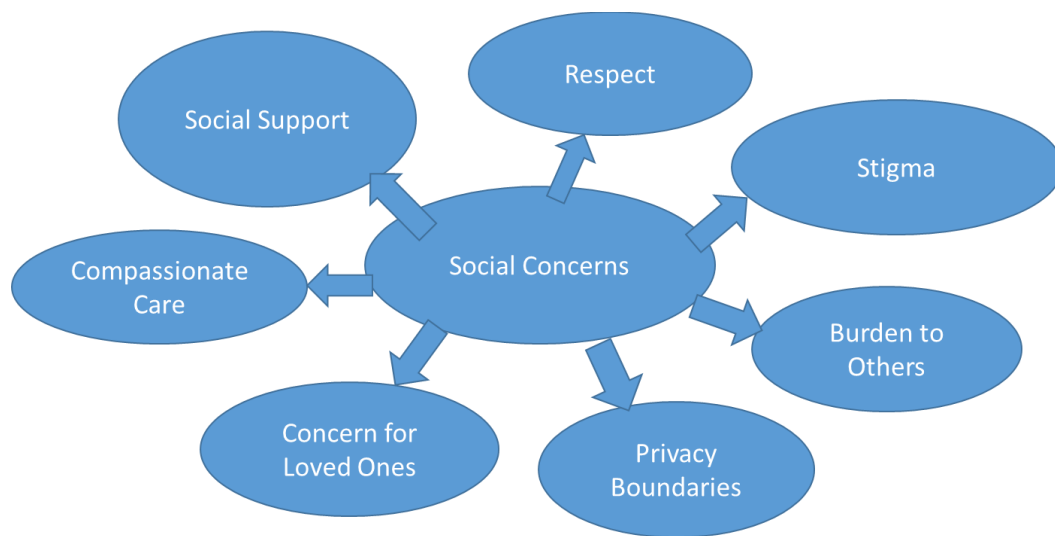 Respect
Social Support
Stigma
Social Concerns
Compassionate
Care
Burden to
Others
Concern for
Loved Ones
Privacy
Boundaries